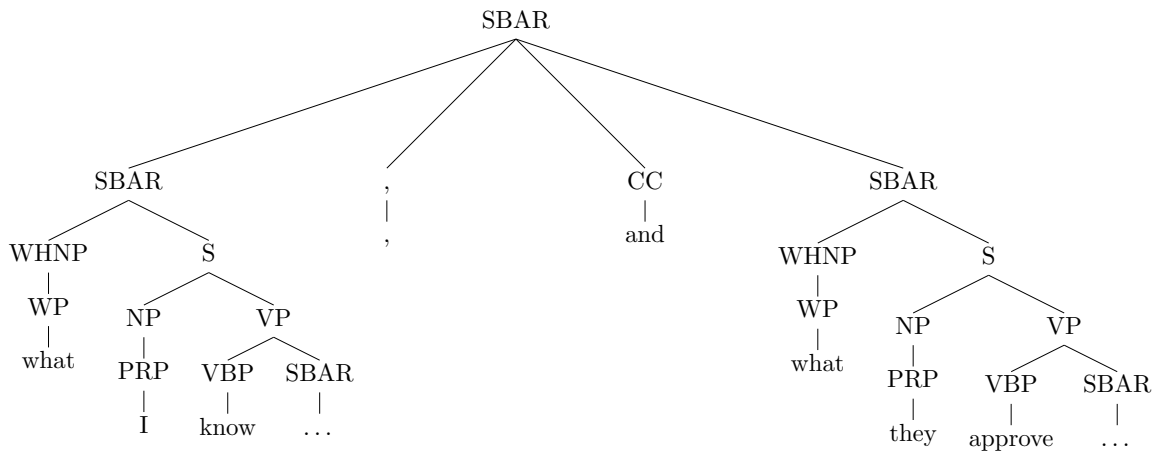 SBAR
SBAR , CC SBAR
, and
WHNP S WHNP S
WP NP VP WP NP VP
what PRP VBP SBAR what PRP VBP SBAR
I know ... they approve ...